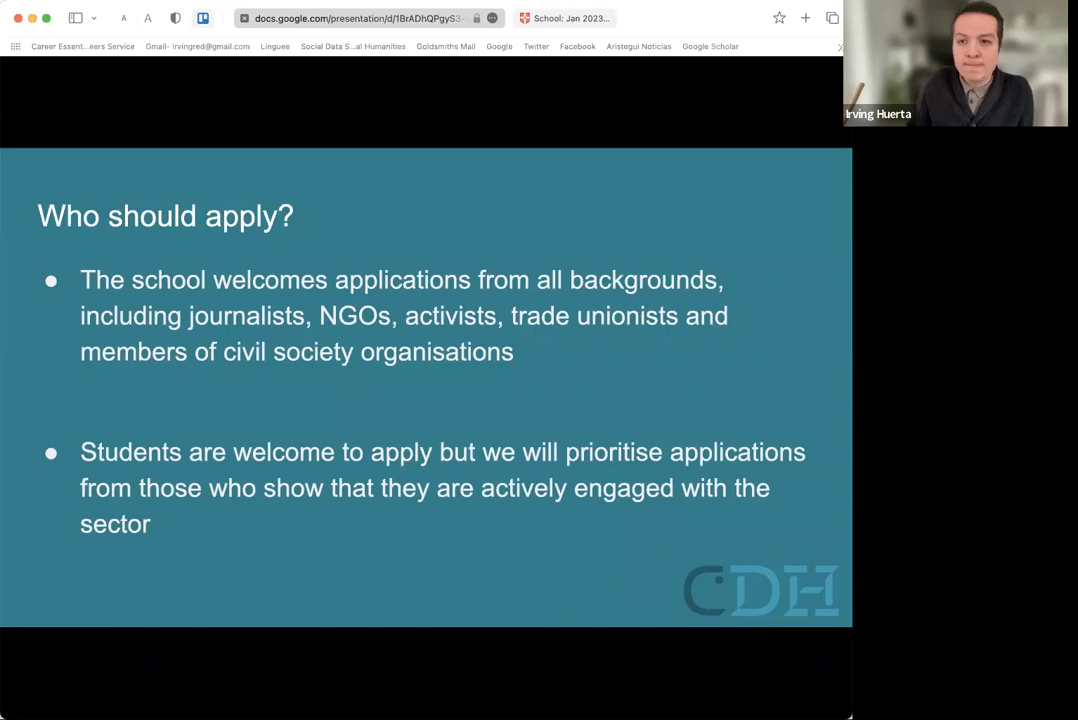 A A docs.google.com/presentation/d/1BrADhQPgyS3 School: Jan 2023...
Career Essent...eers Service Gmail- irvingred@gmail.com Linguee Social Data S...al Humanities Goldsmiths Mail Google Twitter Facebook Aristegui Noticias Google Scholar
Irving Huerta
Who should apply?
● The school welcomes applications from all backgrounds,
including journalists, NGOs, activists, trade unionists and
members of civil society organisations
● Students are welcome to apply but we will prioritise applications
from those who show that they are actively engaged with the
sector
CDH